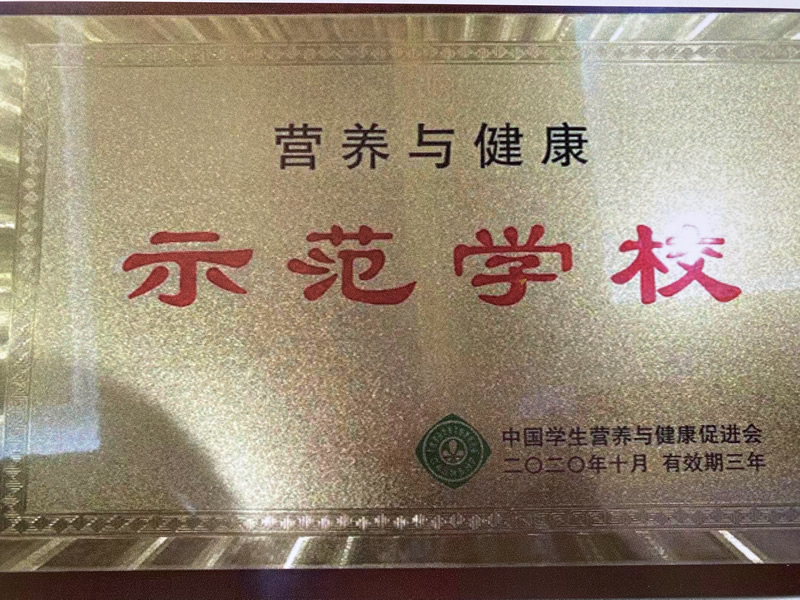 营养与健康
示范学校
中国学生营养与健康促进会
二〇二〇年十月 有效期三年